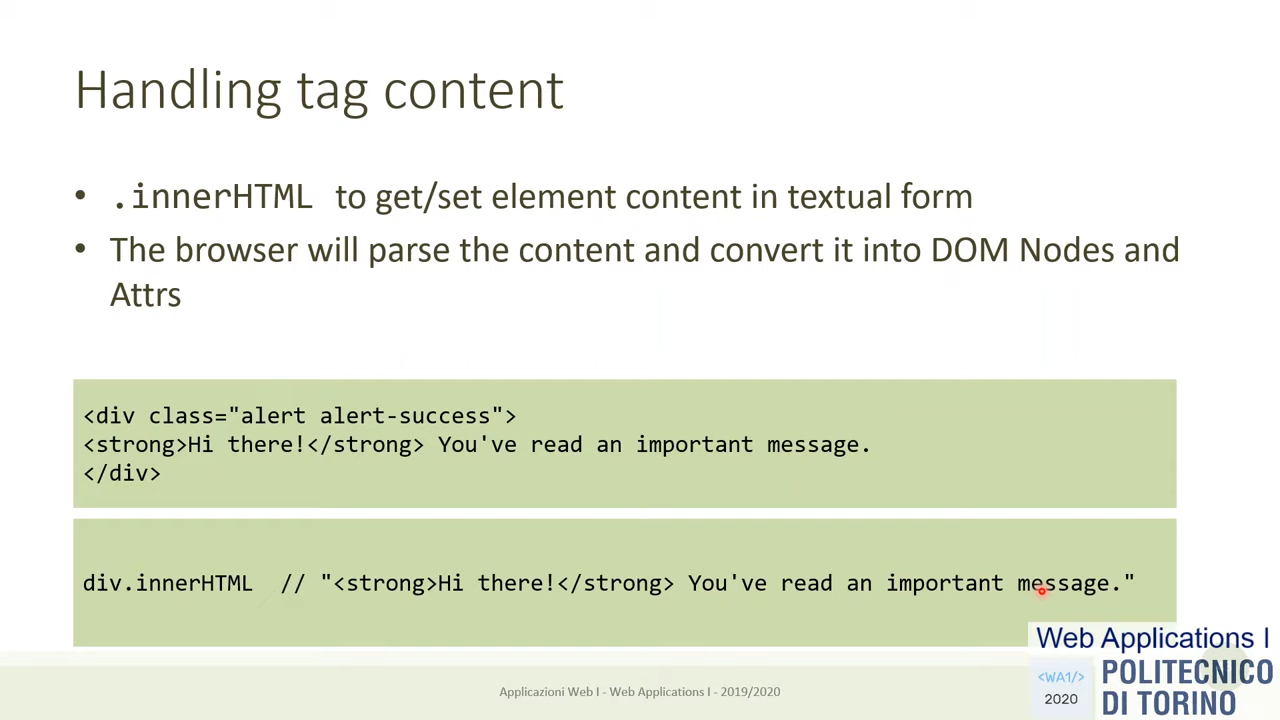 Handling tag content
• .innerHTML to get/set element content in textual form
• The browser will parse the content and convert it into DOM Nodes and
Attrs
<div class="alert alert-success">
<strong>Hi there!</strong> You've read an important message.
</div>
div.innerHTML // "<strong>Hi there!</strong> You've read an important message."
Web Applications I
<WA1/>
2020
POLITECNICO
DI TORINO
Applicazioni Web I - Web Applications I - 2019/2020